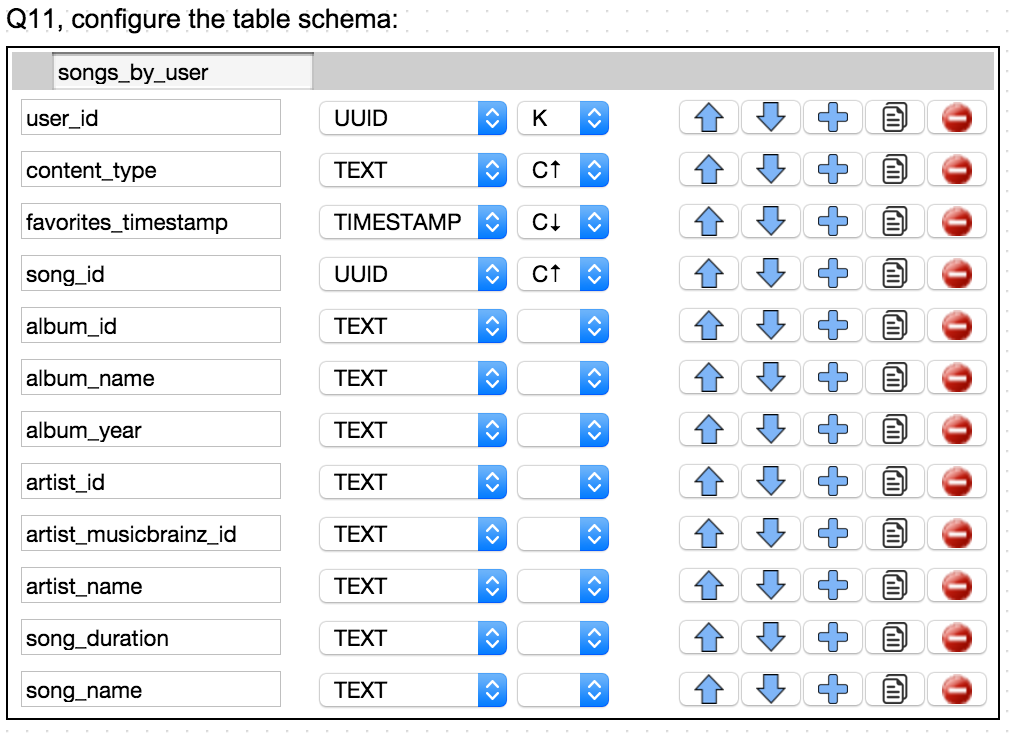 Q11, configure the table schema:
songs_by_user
user_id UUID K
content_type TEXT C↑
favorites_timestamp TIMESTAMP C↓
song_id UUID C↑
album_id TEXT
album_name TEXT
album_year TEXT
artist_id TEXT
artist_musicbrainz_id TEXT
artist_name TEXT
song_duration TEXT
song_name TEXT